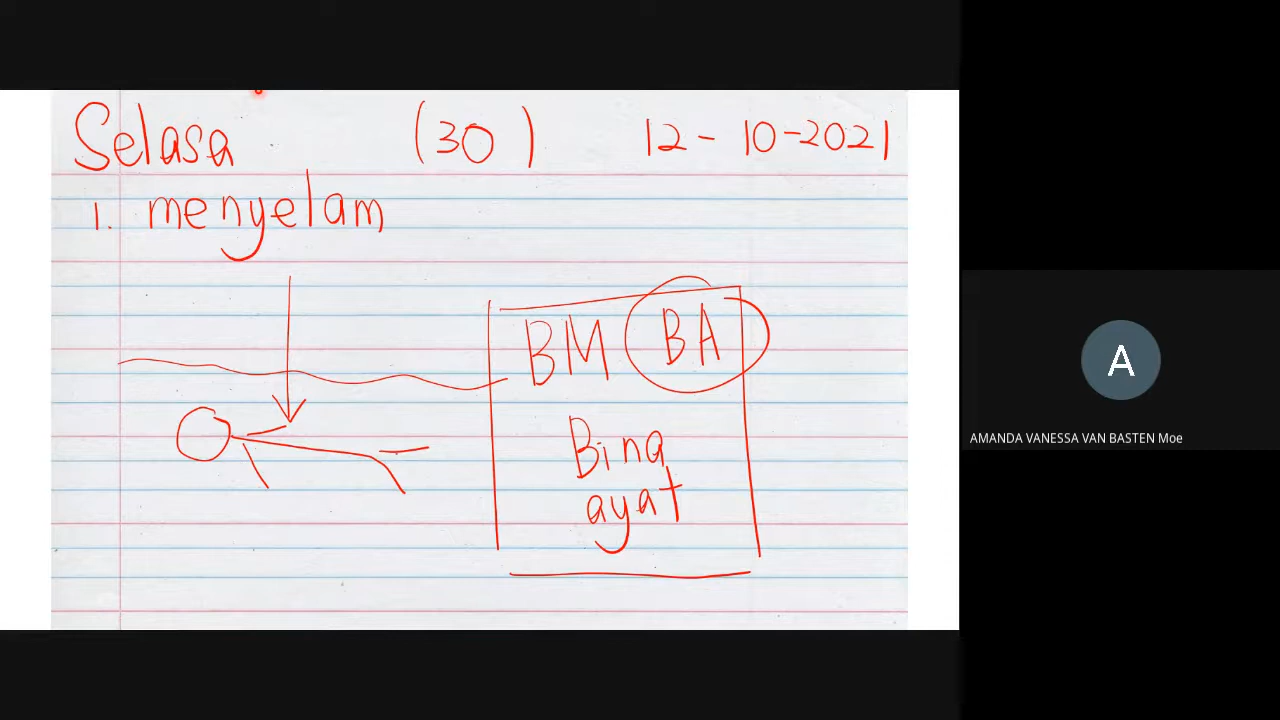 Selasa (30) 12-10-2021
1. menyelam
BM BA
Bina
ayat
A
AMANDA VANESSA VAN BASTEN Moe